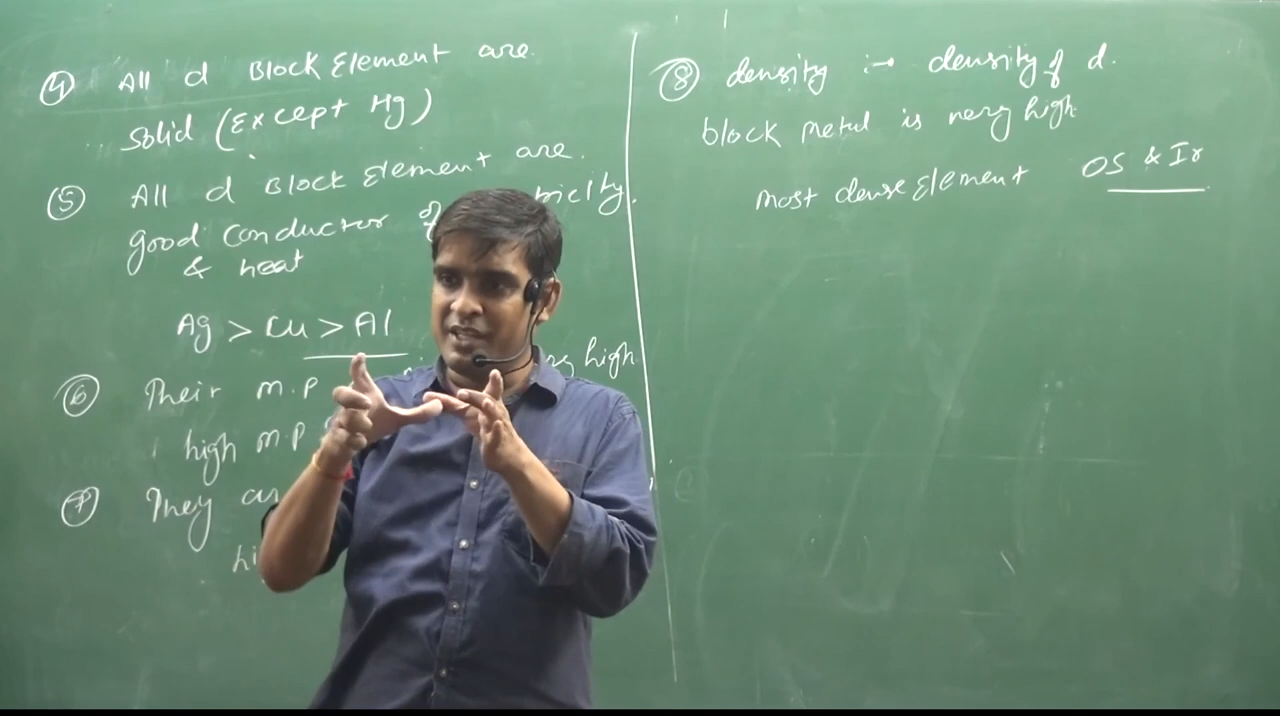 ④ All d Block Element are.
Solid (Except Hg)
⑤ All d Block Element are.
good conductor of
& heat
Ag > Cu > Al
⑥ Their M.P high
high M.P
⑦ They
⑧ density :→ density of d.
block metal is very high
most dense Element OS & Ir